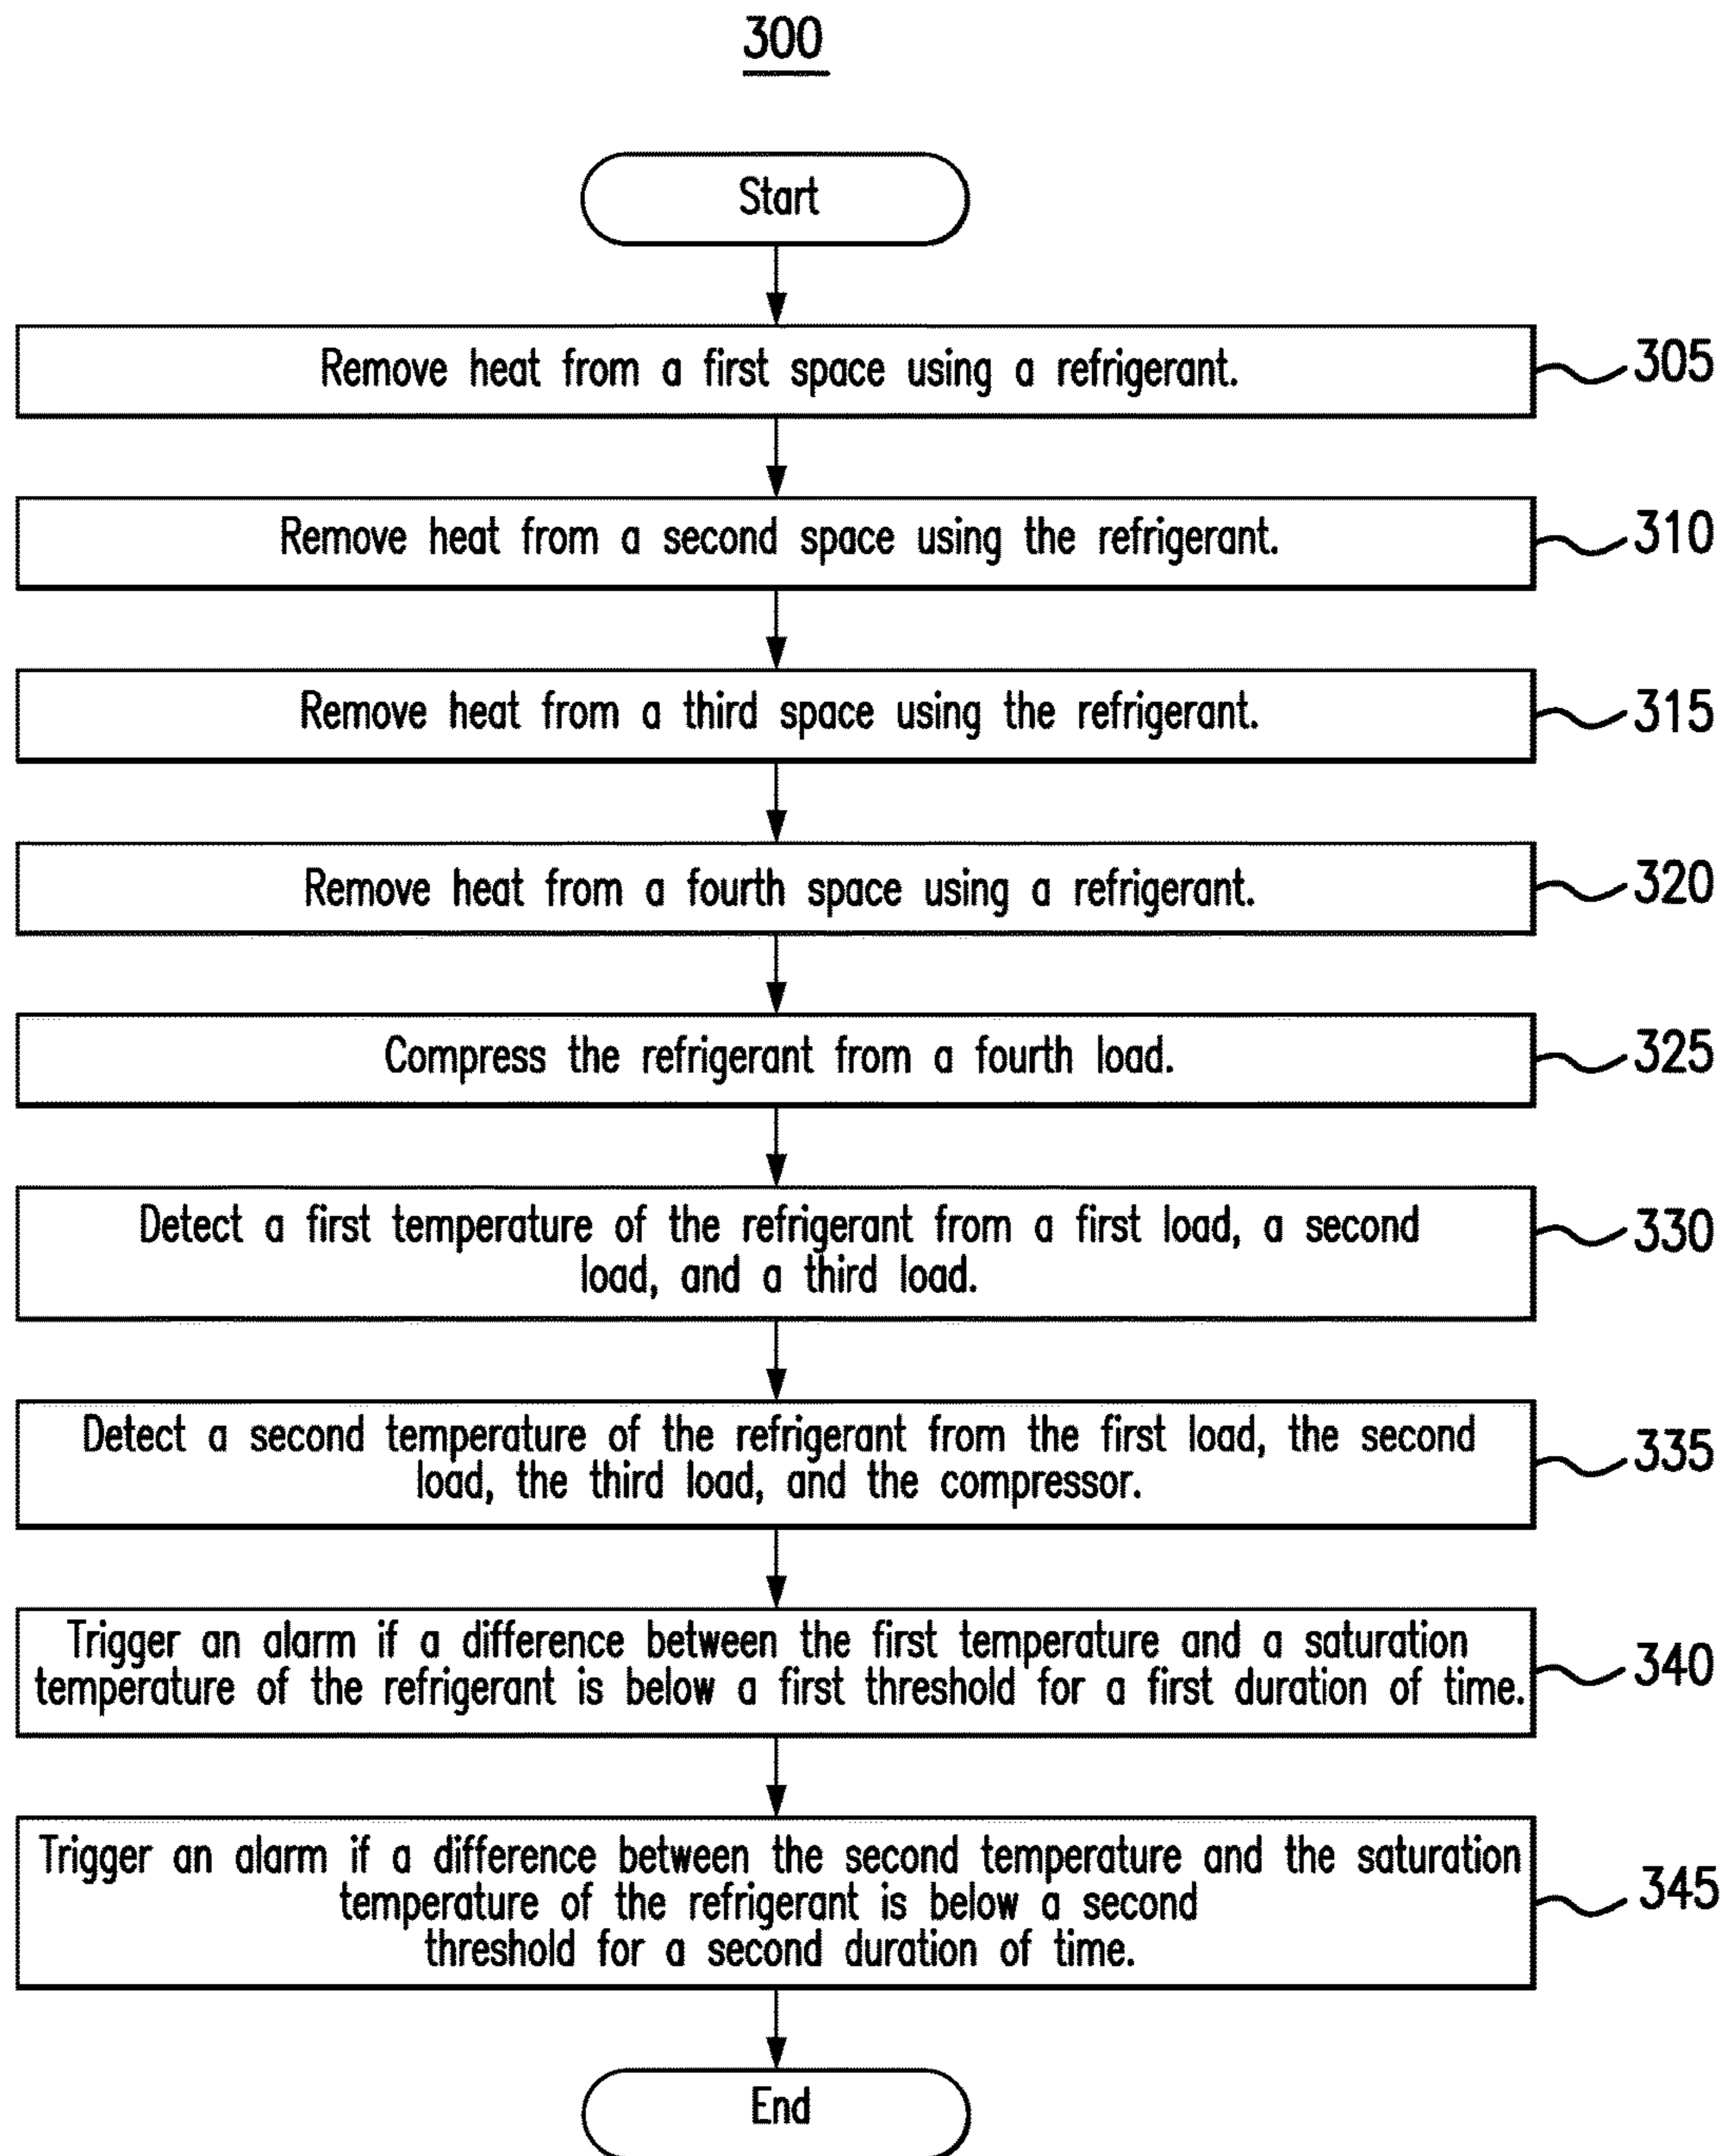 300
Start
Remove heat from a first space using a refrigerant.
305
Remove heat from a second space using the refrigerant.
310
Remove heat from a third space using the refrigerant.
315
Remove heat from a fourth space using a refrigerant.
320
Compress the refrigerant from a fourth load.
325
Detect a first temperature of the refrigerant from a first load, a second
load, and a third load.
330
Detect a second temperature of the refrigerant from the first load, the second
load, the third load, and the compressor.
335
Trigger an alarm if a difference between the first temperature and a saturation
temperature of the refrigerant is below a first threshold for a first duration of time.
340
Trigger an alarm if a difference between the second temperature and the saturation
temperature of the refrigerant is below a second
threshold for a second duration of time.
345
End